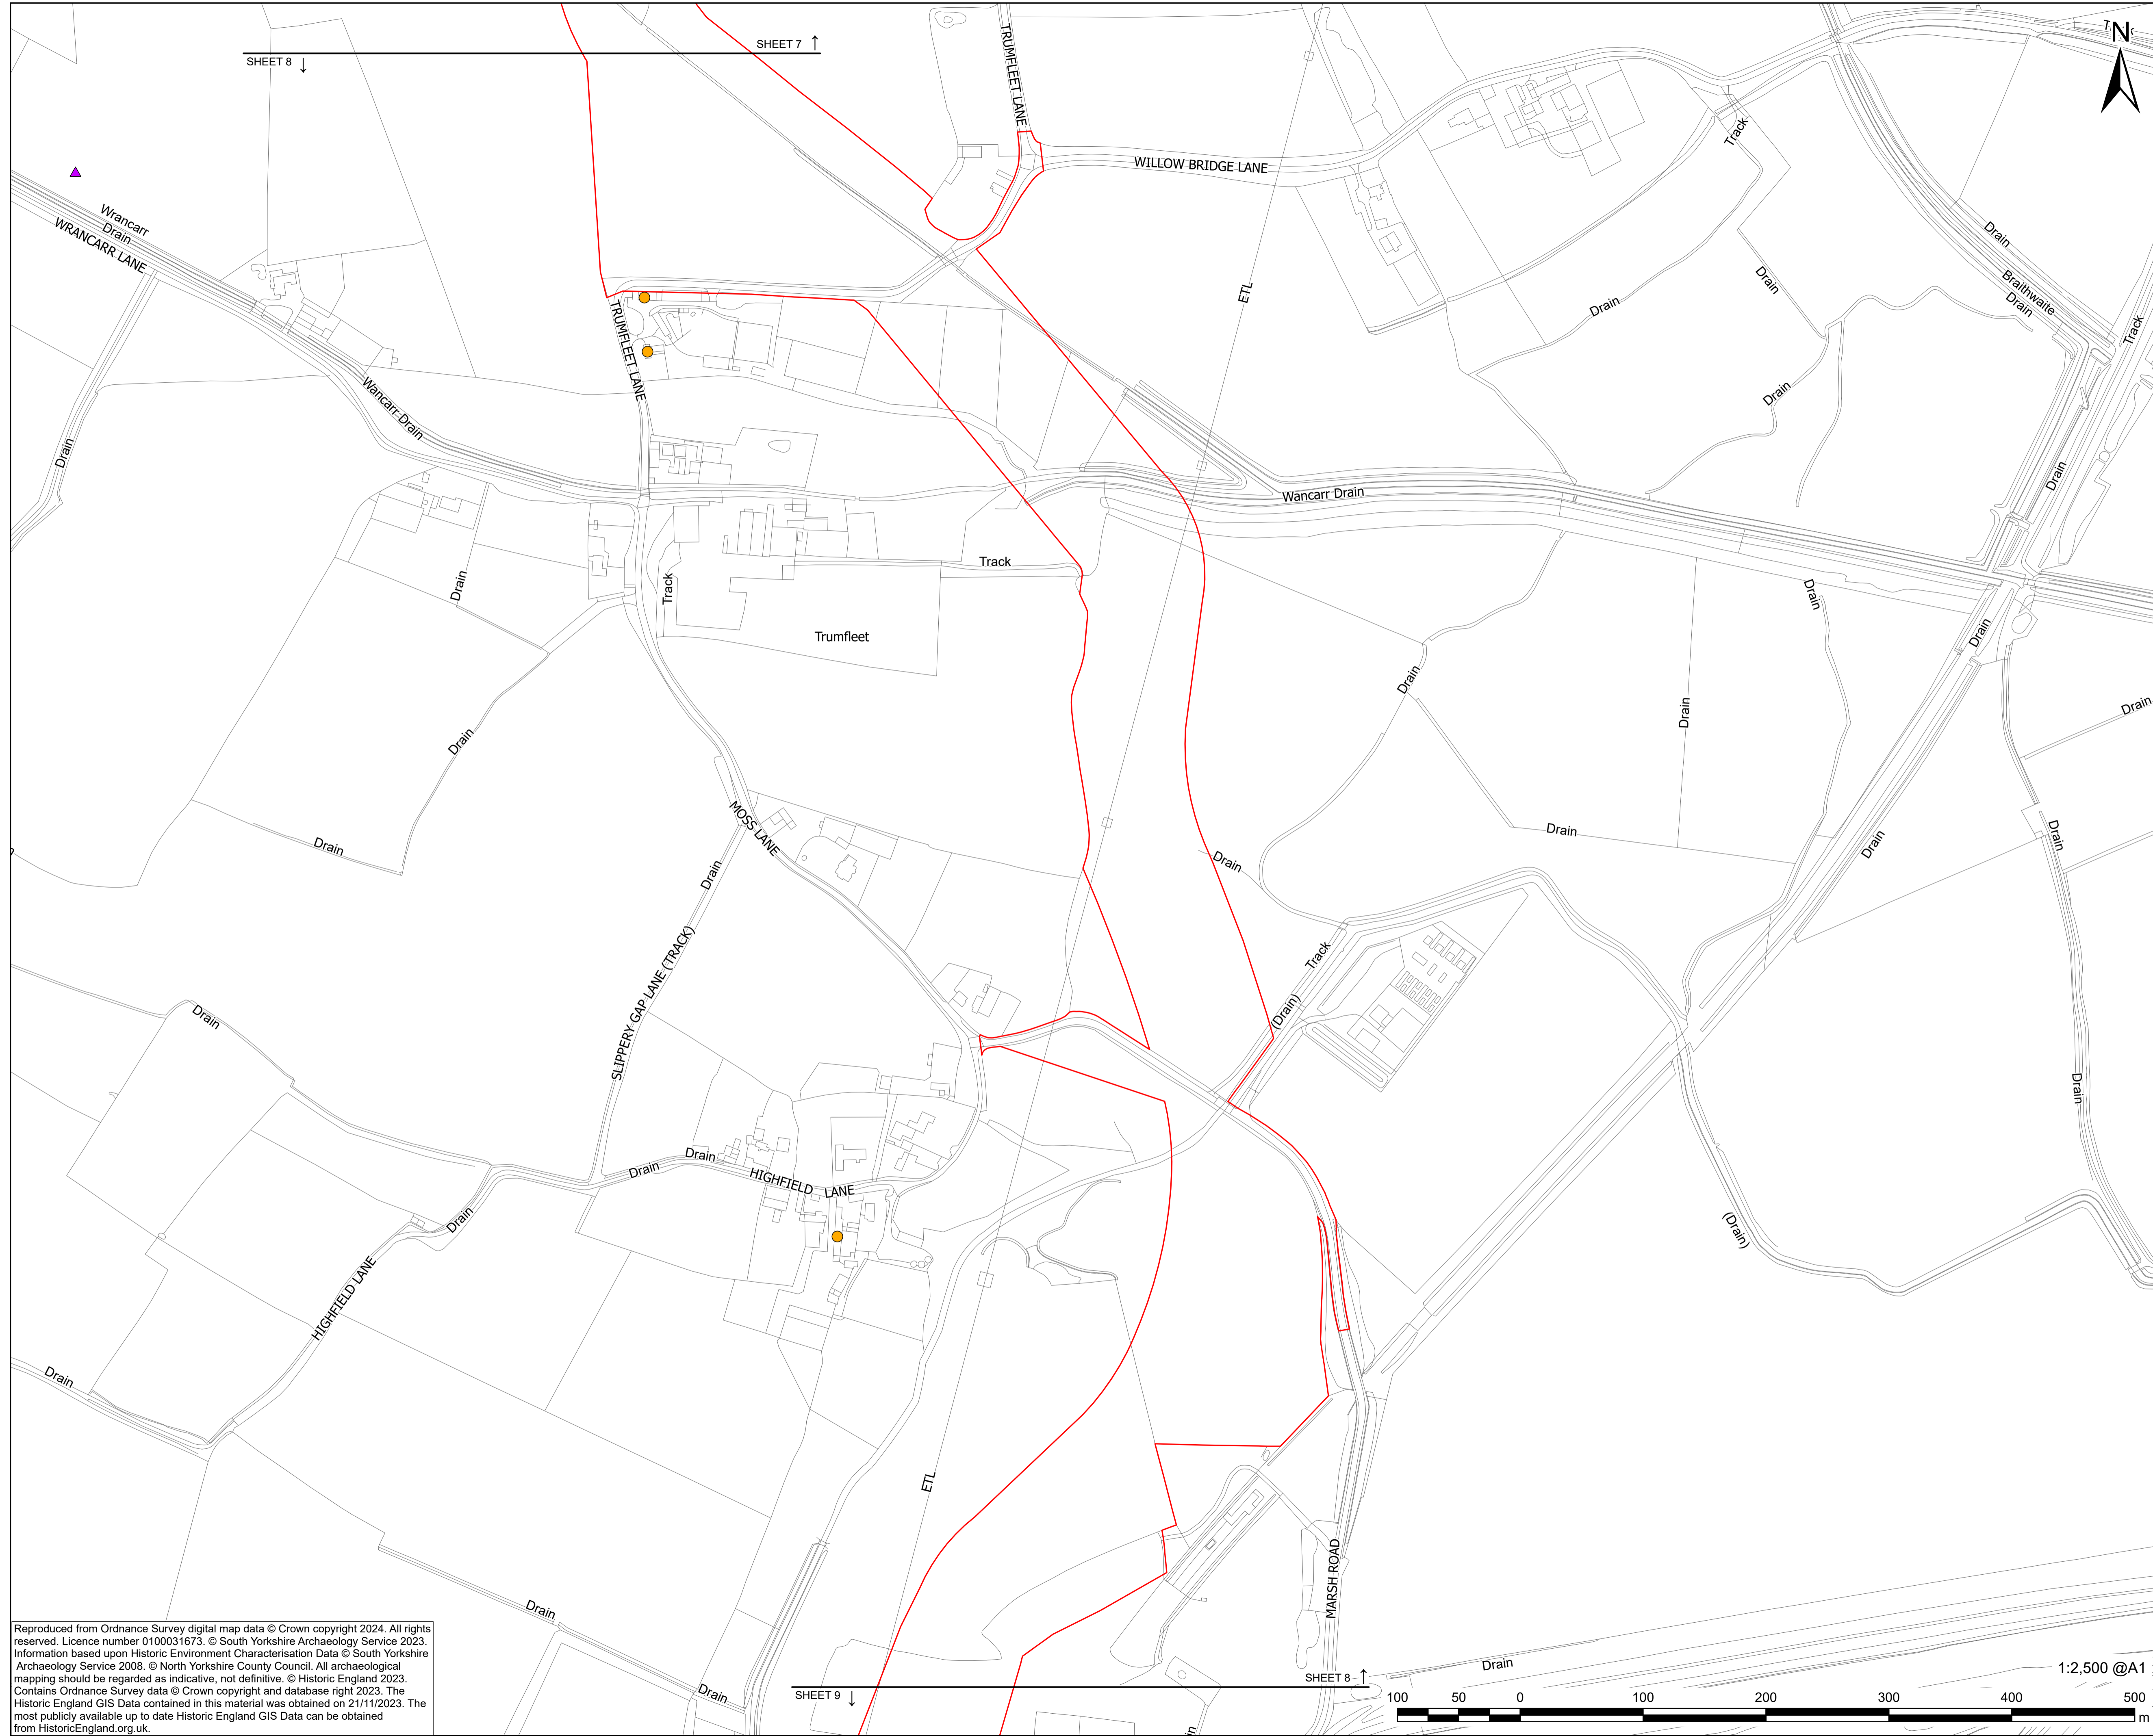 SHEET 7 ↑
SHEET 8 ↓
TRUMFLEET LANE
N
Track
WILLOW BRIDGE LANE
Wrancarr
Drain
WRANCARR LANE
Drain
Braithwaite
Drain
Track
ETL
Drain
Drain
TRUMFLEET LANE
Drain
Wancarr Drain
Drain
Drain
Wancarr Drain
Track
Drain
Track
Drain
Drain
Trumfleet
Drain
Drain
Drain
Drain
MOSS LANE
Drain
Drain
Drain
Drain
Drain
Drain
Drain
SLIPPERY GAP LANE (TRACK)
Track
(Drain)
Drain
Drain
Drain
Drain
HIGHFIELD LANE
Drain
(Drain)
HIGHFIELD LANE
Drain
ETL
MARSH ROAD
Drain
Drain
Drain
SHEET 8 ↑
SHEET 9 ↓
Reproduced from Ordnance Survey digital map data © Crown copyright 2024. All rights
reserved. Licence number 0100031673. © South Yorkshire Archaeology Service 2023.
Information based upon Historic Environment Characterisation Data © South Yorkshire
Archaeology Service 2008. © North Yorkshire County Council. All archaeological
mapping should be regarded as indicative, not definitive. © Historic England 2023.
Contains Ordnance Survey data © Crown copyright and database right 2023. The
Historic England GIS Data contained in this material was obtained on 21/11/2023. The
most publicly available up to date Historic England GIS Data can be obtained
from HistoricEngland.org.uk.
1:2,500 @A1
100 50 0 100 200 300 400 500
m